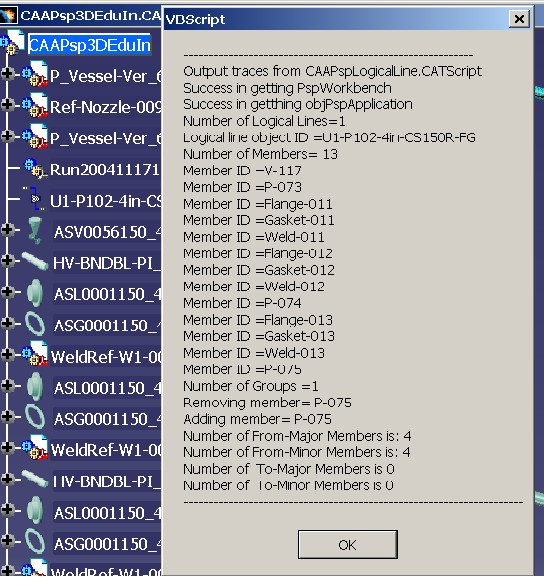 CAAPsp3DEduIn.CA
CAAPsp3DEduIn
P_Vessel-Ver_6
Ref-Nozzle-009
P_Vessel-Ver_6
Run200411171
U1-P102-4in-CS
ASV0056150_4
HV-BNDBL-PI_
ASL0001150_4
ASG0001150_4
WeldRef-W1-00
ASL0001150_4
ASG0001150_4
WeldRef-W1-00
HV-BNDBL-PI_
ASL0001150_4
ASG0001150_4
WeldRef-W1-00
VBScript
--------------------------------------------------
Output traces from CAAPspLogicalLine.CATScript
Success in getting PspWorkbench
Success in getthing objPspApplication
Number of Logical Lines=1
Logical line object ID =U1-P102-4in-CS150R-FG
Number of Members= 13
Member ID =V-117
Member ID =P-073
Member ID =Flange-011
Member ID =Gasket-011
Member ID =Weld-011
Member ID =Flange-012
Member ID =Gasket-012
Member ID =Weld-012
Member ID =P-074
Member ID =Flange-013
Member ID =Gasket-013
Member ID =Weld-013
Member ID =P-075
Number of Groups =1
Removing member= P-075
Adding member= P-075
Number of From-Major Members is: 4
Number of From-Minor Members is: 4
Number of  To-Major Members is 0
Number of  To-Minor Members is 0
--------------------------------------------------
OK